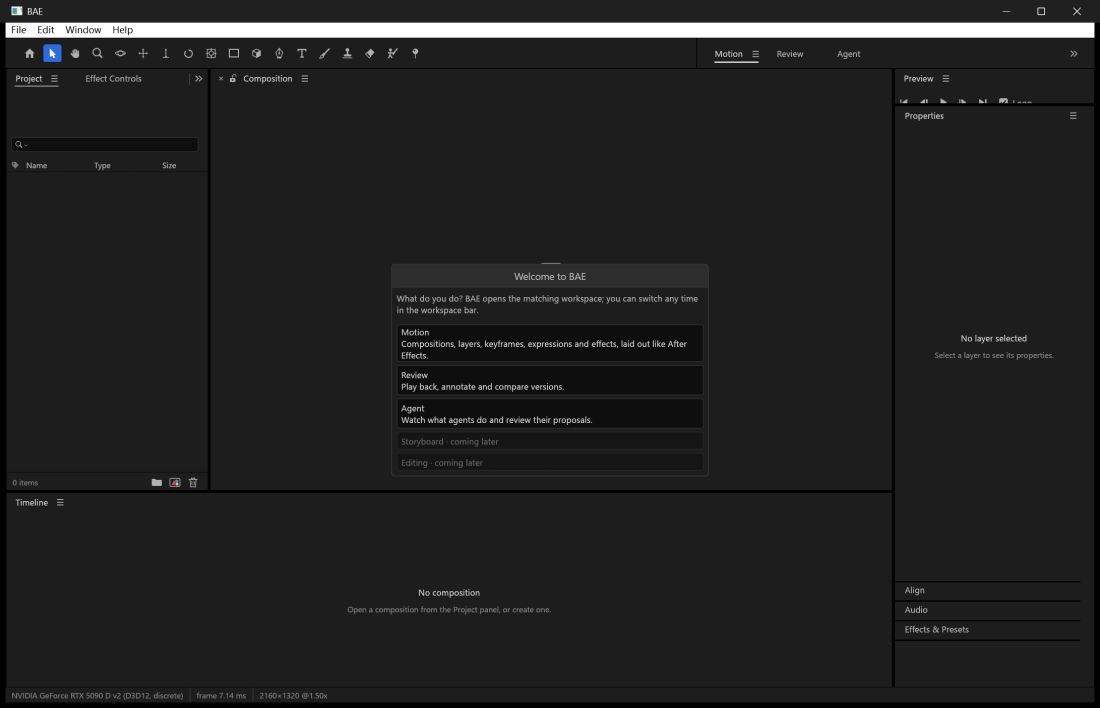 BAE
File Edit Window Help
Motion Review Agent
Project Effect Controls
Composition
Preview
Loop
Properties
Name Type Size
Welcome to BAE
What do you do? BAE opens the matching workspace; you can switch any time
in the workspace bar.
Motion
Compositions, layers, keyframes, expressions and effects, laid out like After
Effects.
Review
Play back, annotate and compare versions.
Agent
Watch what agents do and review their proposals.
Storyboard · coming later
Editing · coming later
No layer selected
Select a layer to see its properties.
0 items
Timeline
No composition
Open a composition from the Project panel, or create one.
Align
Audio
Effects & Presets
NVIDIA GeForce RTX 5090 D v2 (D3D12, discrete) frame 7.14 ms 2160×1320 @1.50x